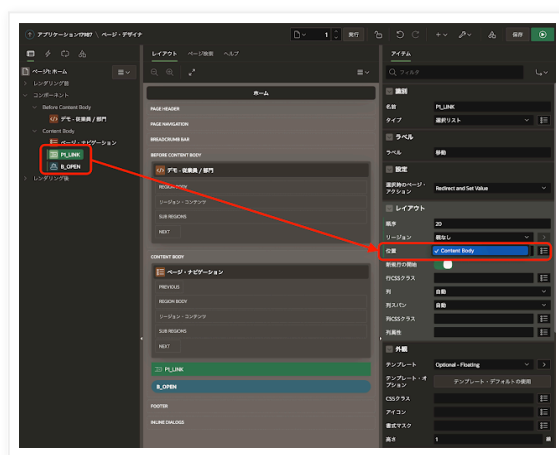 アプリケーション17987 \ ページ・デザイナ
1
実行
保存
レイアウト ページ検索 ヘルプ
アイテム
ページ1: ホーム
レンダリング前
コンポーネント
Before Content Body
デモ - 従業員 / 部門
Content Body
ページ・ナビゲーション
P1_LINK
B_OPEN
レンダリング後
ホーム
PAGE HEADER
PAGE NAVIGATION
BREADCRUMB BAR
BEFORE CONTENT BODY
デモ - 従業員 / 部門
REGION BODY
リージョン・コンテンツ
SUB REGIONS
NEXT
CONTENT BODY
ページ・ナビゲーション
PREVIOUS
REGION BODY
リージョン・コンテンツ
SUB REGIONS
NEXT
P1_LINK
B_OPEN
FOOTER
INLINE DIALOGS
フィルタ
識別
名前 P1_LINK
タイプ 選択リスト
ラベル
ラベル 移動
設定
選択時のページ・アクション Redirect and Set Value
レイアウト
順序 20
リージョン 親なし
位置 ✓ Content Body
新規行の開始
行CSSクラス
列 自動
列スパン 自動
列CSSクラス
列属性
外観
テンプレート Optional - Floating
テンプレート・オプション テンプレート・デフォルトの使用
CSSクラス
アイコン
書式マスク
高さ 1